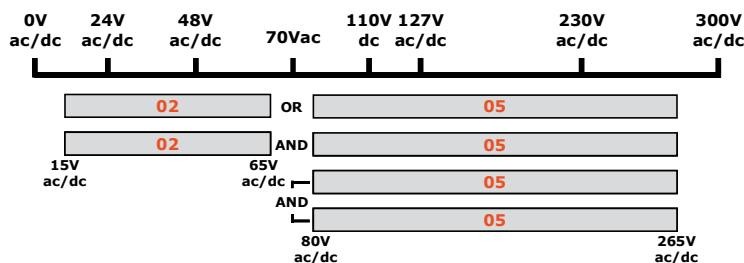 0V 24V 48V 70Vac 110V 127V 230V 300V
ac/dc ac/dc ac/dc dc ac/dc ac/dc ac/dc
02 OR 05
02 AND 05
15V 65V
ac/dc ac/dc
05
AND
05
80V 265V
ac/dc ac/dc